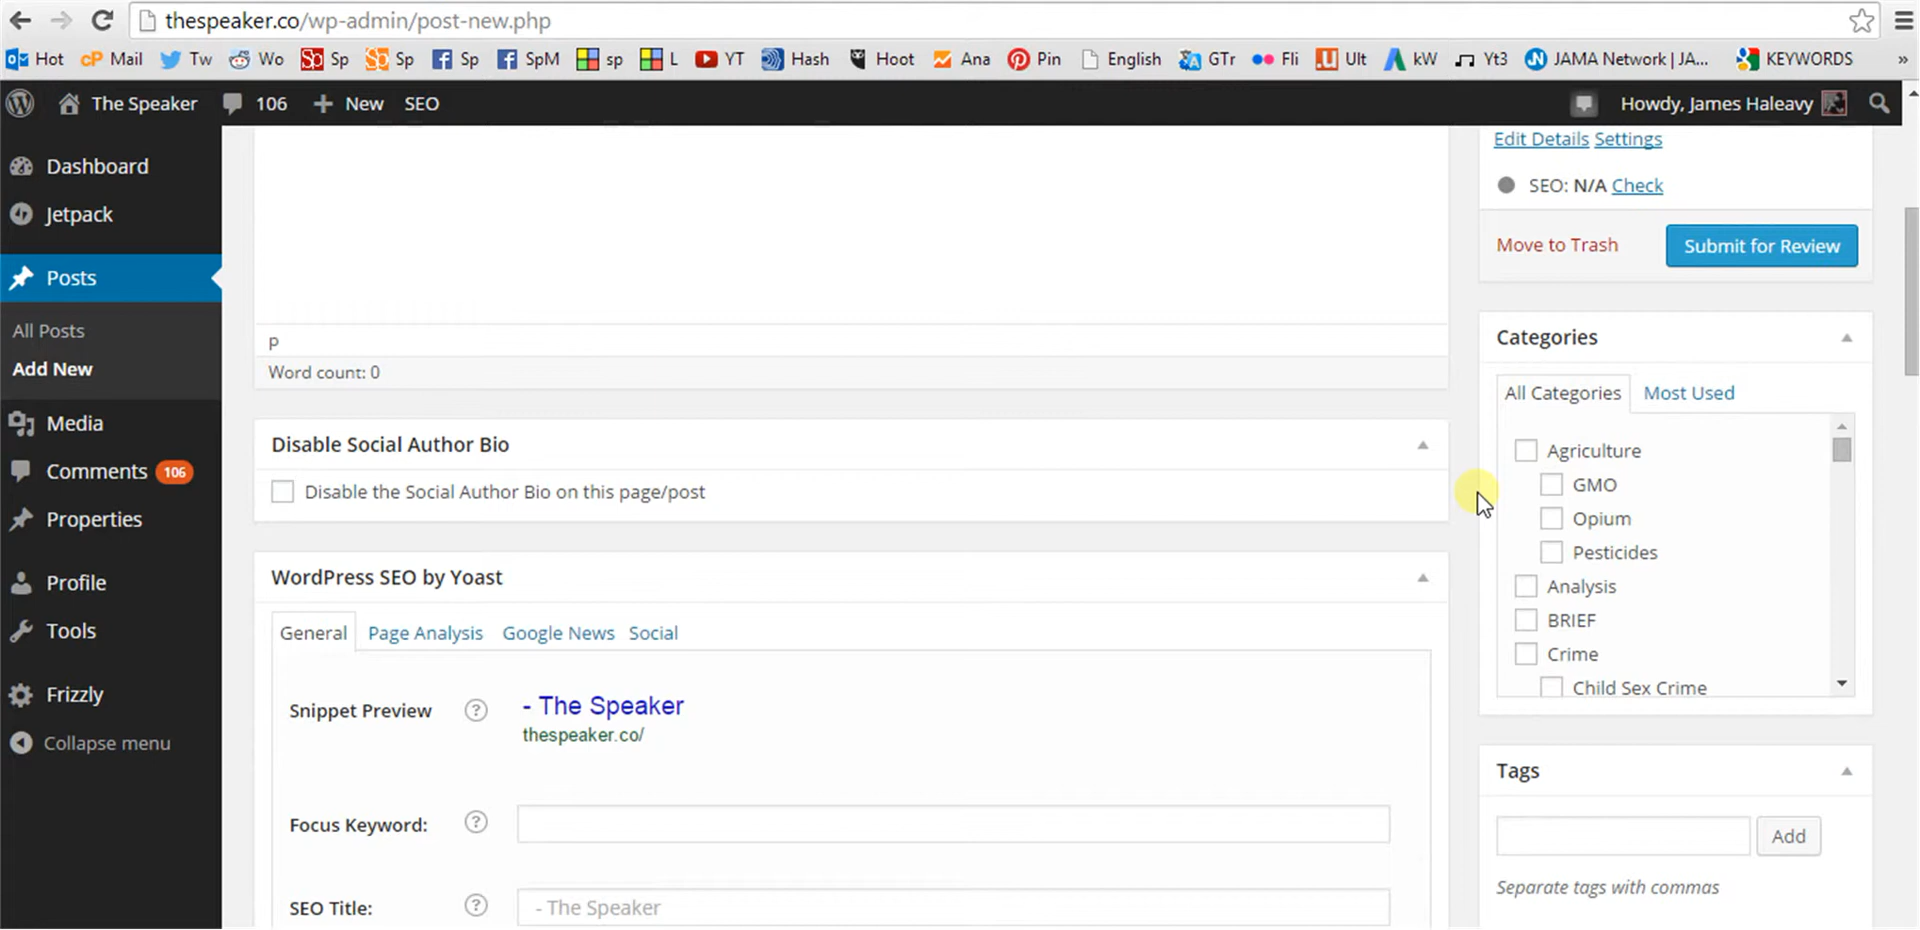 thespeaker.co/wp-admin/post-new.php
Hot cP Mail Tw Wo Sp Sp Sp SpM sp L YT Hash Hoot Ana Pin English GTr Fli Ult kW Yt3 JAMA Network | JA... KEYWORDS »
The Speaker 106 + New SEO Howdy, James Haleavy
Edit Details Settings
SEO: N/A Check
Move to Trash Submit for Review
Dashboard
Jetpack
Posts
All Posts
Add New
Media
Comments 106
Properties
Profile
Tools
Frizzly
Collapse menu
p
Word count: 0
Disable Social Author Bio
Disable the Social Author Bio on this page/post
WordPress SEO by Yoast
General Page Analysis Google News Social
Snippet Preview ? - The Speaker
thespeaker.co/
Focus Keyword: ?
SEO Title: ? - The Speaker
Categories
All Categories Most Used
Agriculture
GMO
Opium
Pesticides
Analysis
BRIEF
Crime
Child Sex Crime
Tags
Add
Separate tags with commas